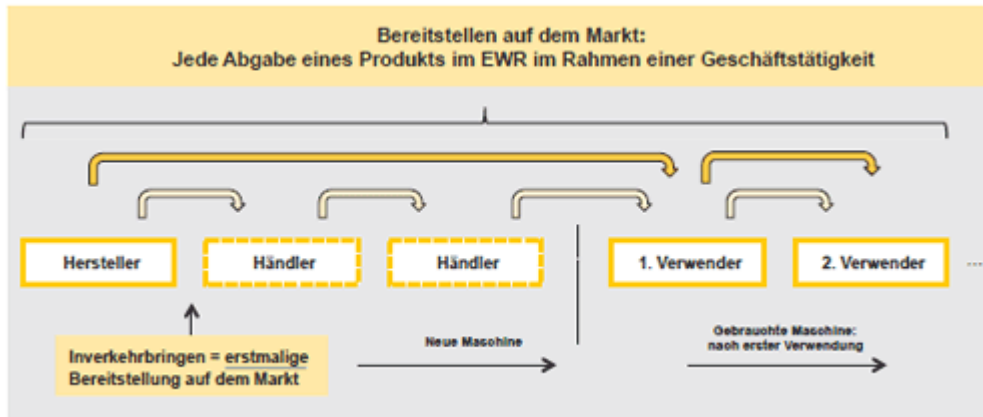 Bereitstellen auf dem Markt:
Jede Abgabe eines Produkts im EWR im Rahmen einer Geschäftstätigkeit
Hersteller
Händler
Händler
1. Verwender
2. Verwender
....
Inverkehrbringen = erstmalige
Bereitstellung auf dem Markt
Neue Maschine
Gebrauchte Maschine:
nach erster Verwendung